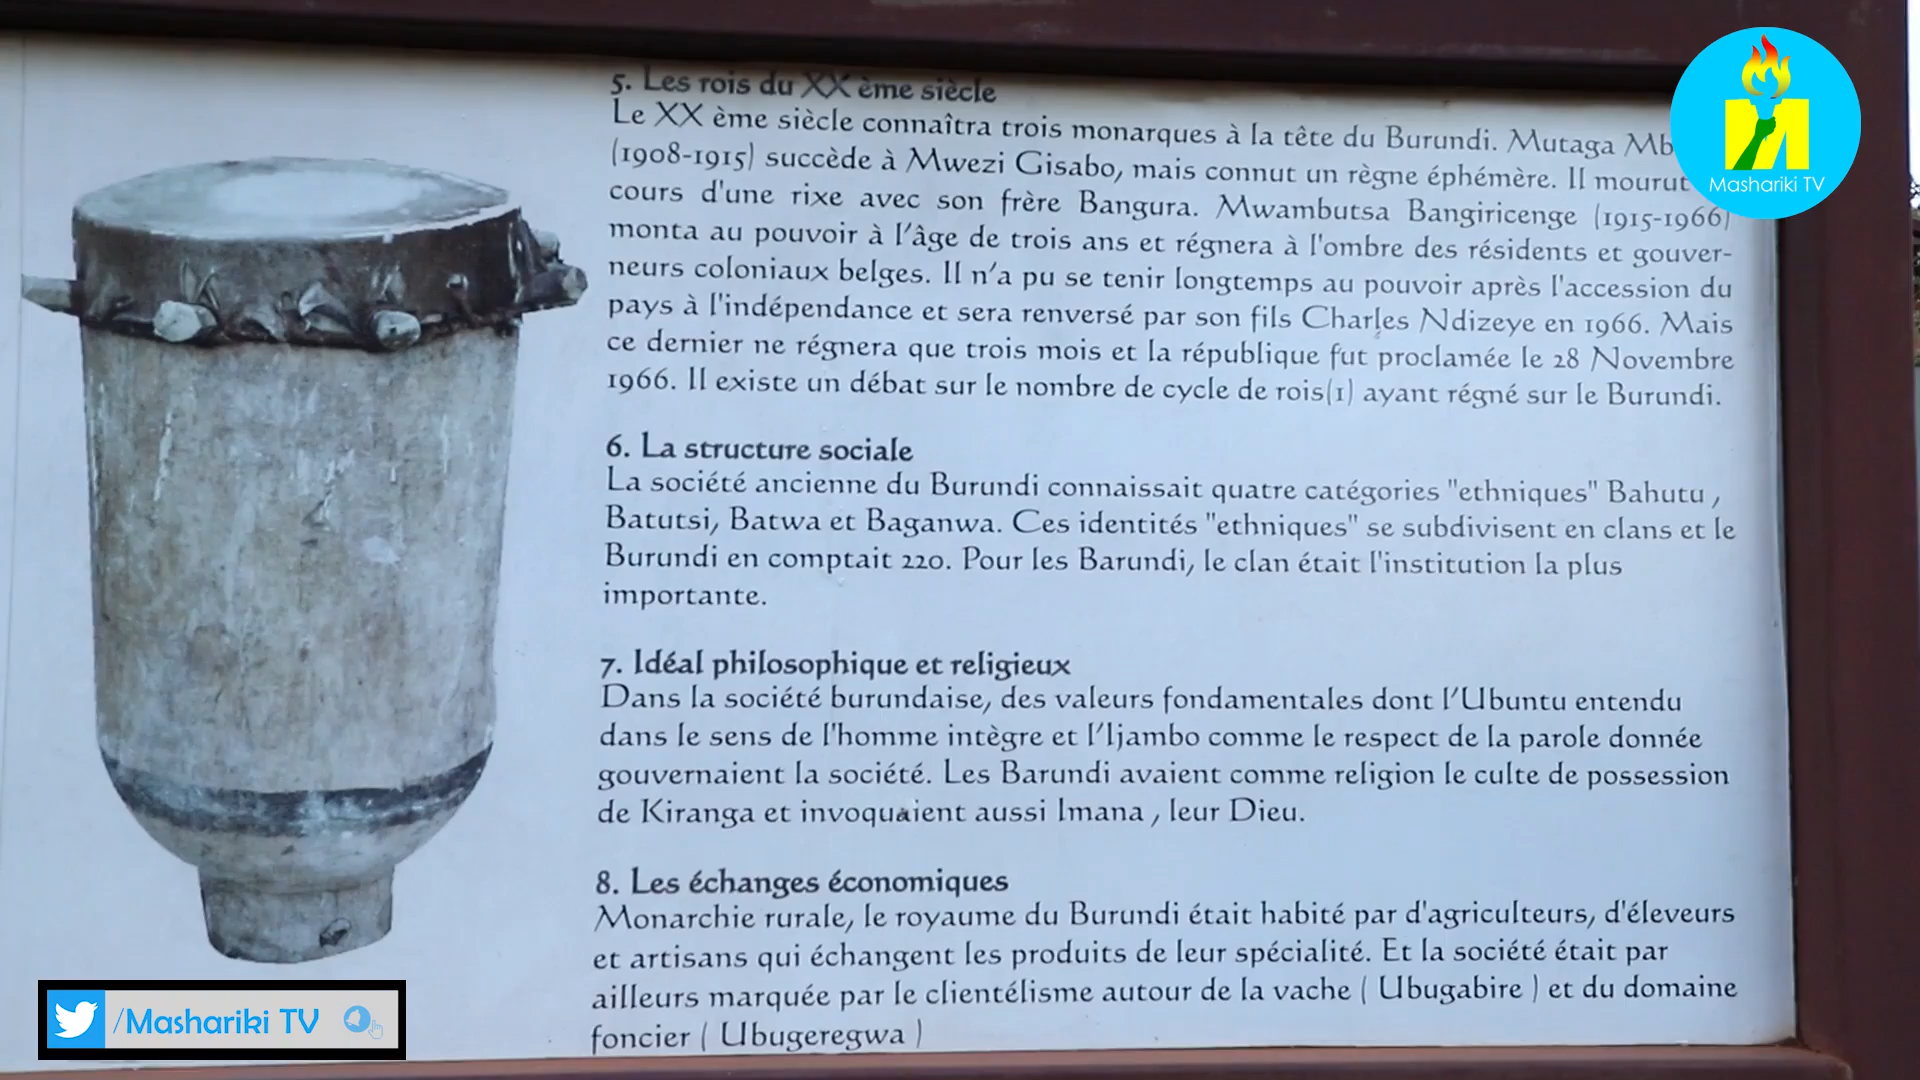 5. Les rois du XX ème siècle
Le XX ème siècle connaîtra trois monarques à la tête du Burundi. Mutaga
(1908-1915) succède à Mwezi Gisabo, mais connut un règne éphémère. Il mourut
cours d'une rixe avec son frère Bangura. Mwambutsa Bangiricenge (1915-1966)
monta au pouvoir à l'âge de trois ans et régnera à l'ombre des résidents et gouver-
neurs coloniaux belges. Il n'a pu se tenir longtemps au pouvoir après l'accession du
pays à l'indépendance et sera renversé par son fils Charles Ndizeye en 1966. Mais
ce dernier ne régnera que trois mois et la république fut proclamée le 28 Novembre
1966. Il existe un débat sur le nombre de cycle de rois(1) ayant régné sur le Burundi.
6. La structure sociale
La société ancienne du Burundi connaissait quatre catégories "ethniques" Bahutu ,
Batutsi, Batwa et Baganwa. Ces identités "ethniques" se subdivisent en clans et le
Burundi en comptait 220. Pour les Barundi, le clan était l'institution la plus
importante.
7. Idéal philosophique et religieux
Dans la société burundaise, des valeurs fondamentales dont l'Ubuntu entendu
dans le sens de l'homme intègre et l'Ijambo comme le respect de la parole donnée
gouvernaient la société. Les Barundi avaient comme religion le culte de possession
de Kiranga et invoquaient aussi Imana , leur Dieu.
8. Les échanges économiques
Monarchie rurale, le royaume du Burundi était habité par d'agriculteurs, d'éleveurs
et artisans qui échangent les produits de leur spécialité. Et la société était par
ailleurs marquée par le clientélisme autour de la vache ( Ubugabire ) et du domaine
foncier ( Ubugeregwa )
Mashariki TV
/Mashariki TV